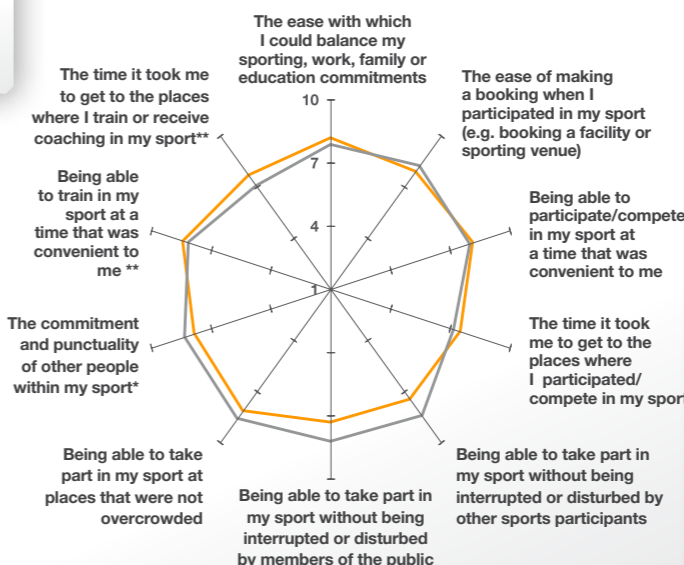 The ease with which
I could balance my
sporting, work, family or
education commitments
The ease of making
a booking when I
participated in my sport
(e.g. booking a facility or
sporting venue)
Being able to
participate/compete
in my sport at
a time that was
convenient to me
The time it took
me to get to the
places where
I participated/
compete in my sport
Being able to take part in
my sport without being
interrupted or disturbed by
other sports participants
Being able to take part in
my sport without being
interrupted or disturbed
by members of the public
Being able to take
part in my sport at
places that were not
overcrowded
The commitment
and punctuality
of other people
within my sport*
Being able
to train in my
sport at a
time that was
convenient to
me **
The time it took me
to get to the places
where I train or receive
coaching in my sport**
10
7
4
1